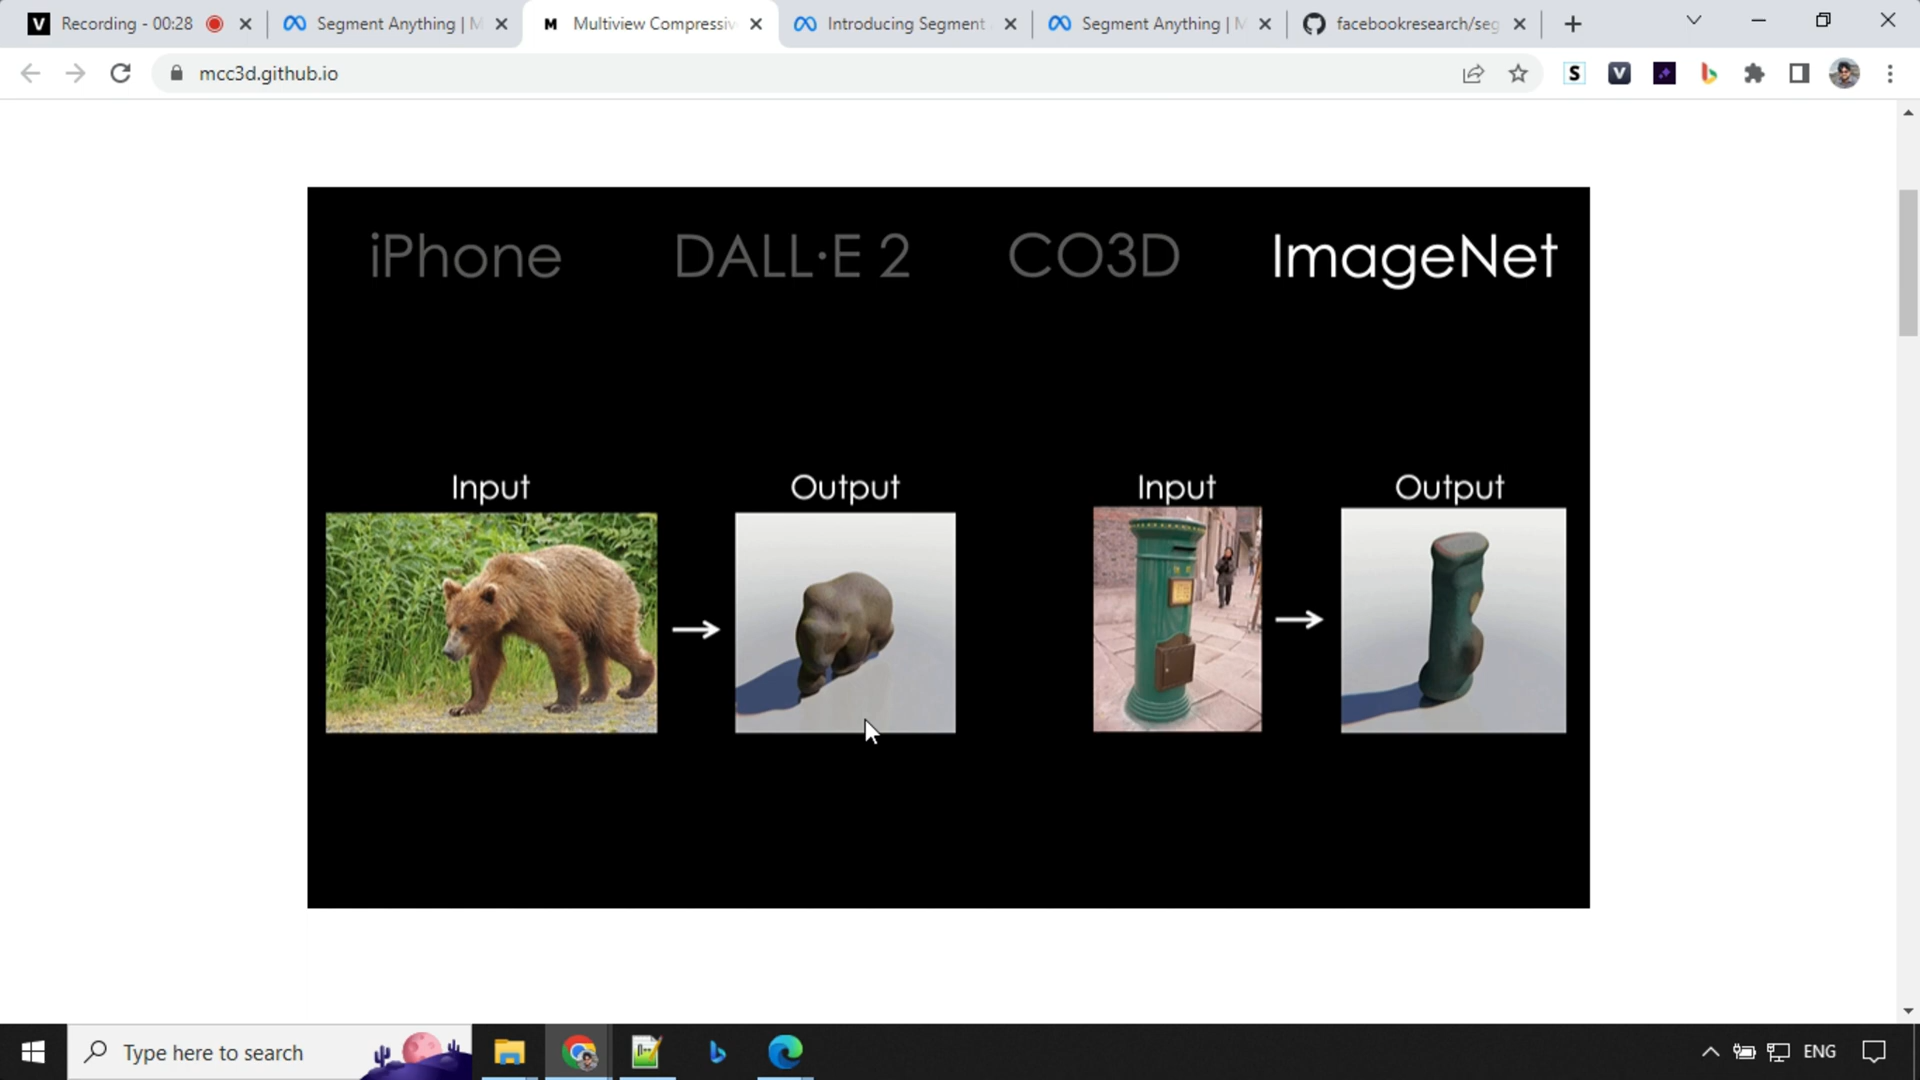 Recording - 00:28
Segment Anything | M
Multiview Compressiv
Introducing Segment
Segment Anything | M
facebookresearch/seg
mcc3d.github.io
iPhone DALL·E 2 CO3D ImageNet
Input Output Input Output
Type here to search
ENG